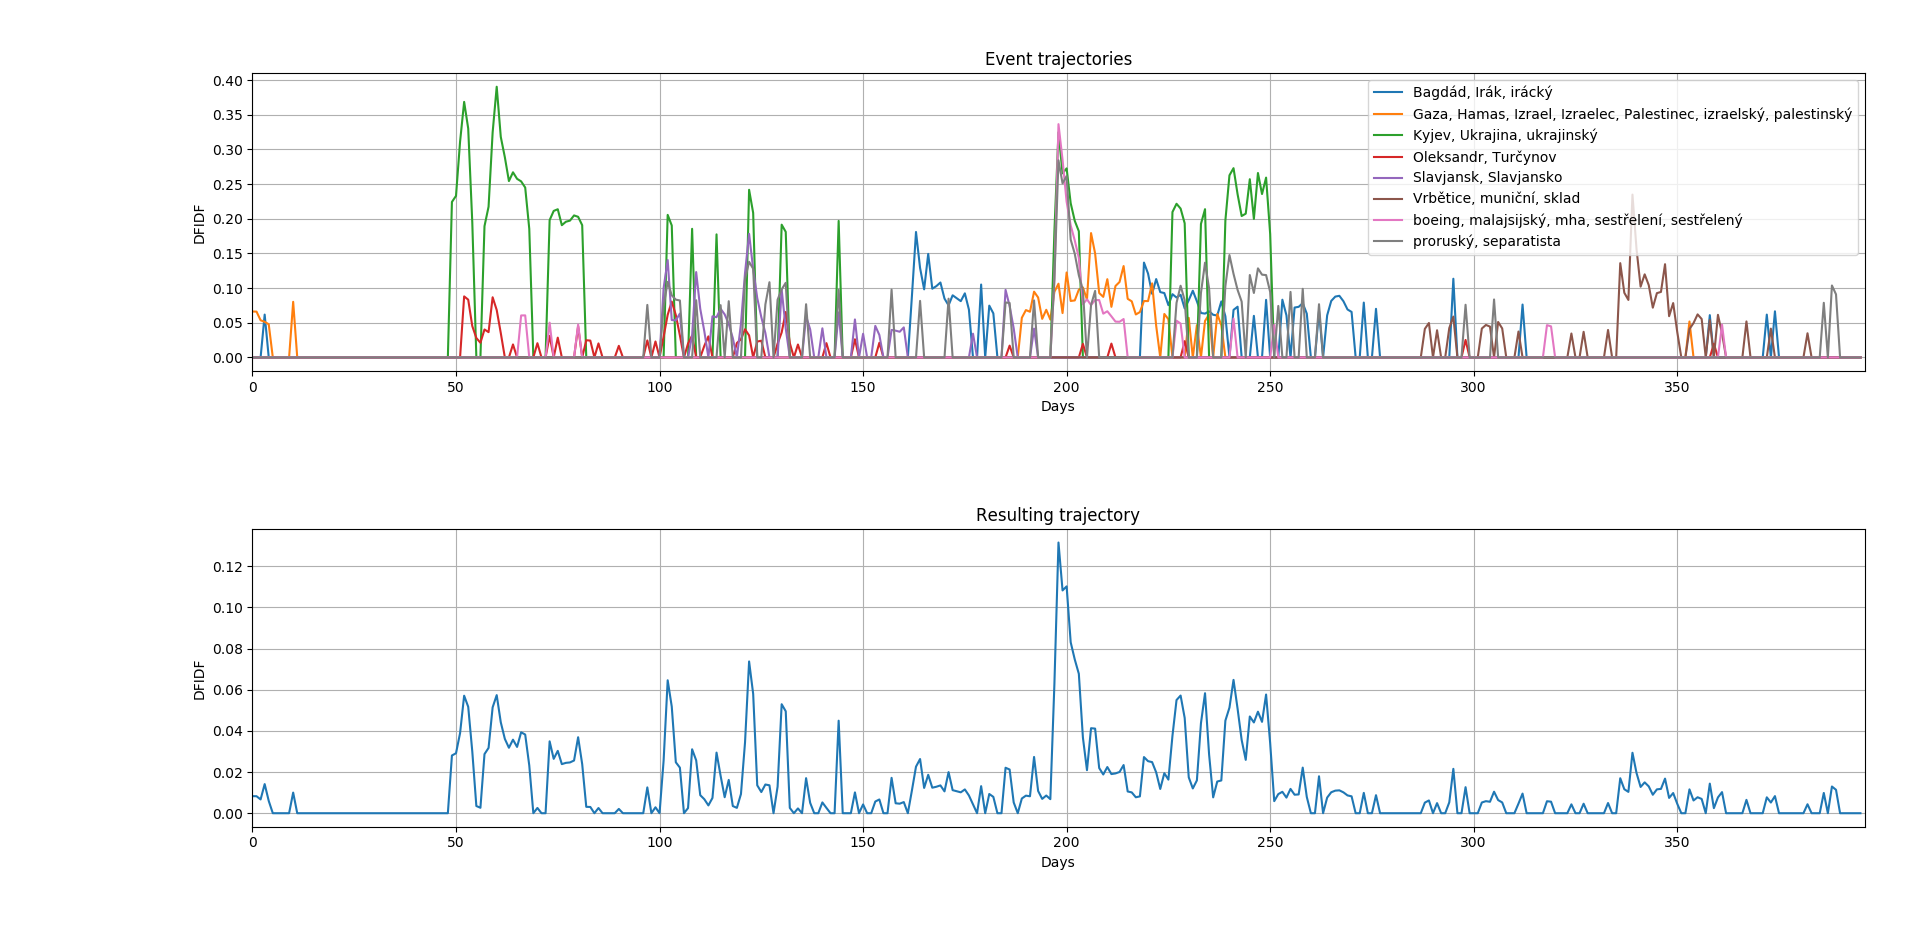 Event trajectories
0.40
0.35
0.30
0.25
0.20
0.15
0.10
0.05
0.00
DFIDF
Bagdád, Irák, irácký
Gaza, Hamas, Izrael, Izraelec, Palestinec, izraelský, palestinský
Kyjev, Ukrajina, ukrajinský
Oleksandr, Turčynov
Slavjansk, Slavjansko
Vrbětice, muniční, sklad
boeing, malajsijský, mha, sestřelení, sestřelený
proruský, separatista
0 50 100 150 200 250 300 350
Days
Resulting trajectory
0.12
0.10
0.08
0.06
0.04
0.02
0.00
DFIDF
0 50 100 150 200 250 300 350
Days